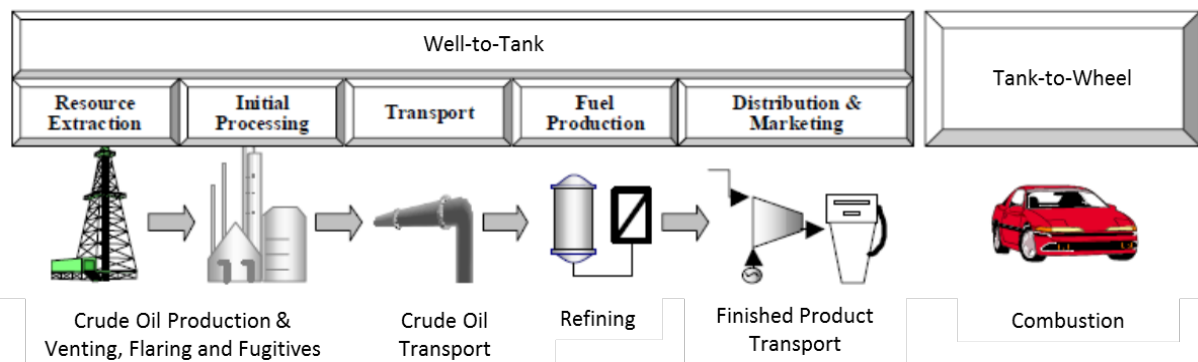 Well-to-Tank
Tank-to-Wheel
Resource
Extraction
Initial
Processing
Transport
Fuel
Production
Distribution &
Marketing
Crude Oil Production &
Venting, Flaring and Fugitives
Crude Oil
Transport
Refining
Finished Product
Transport
Combustion